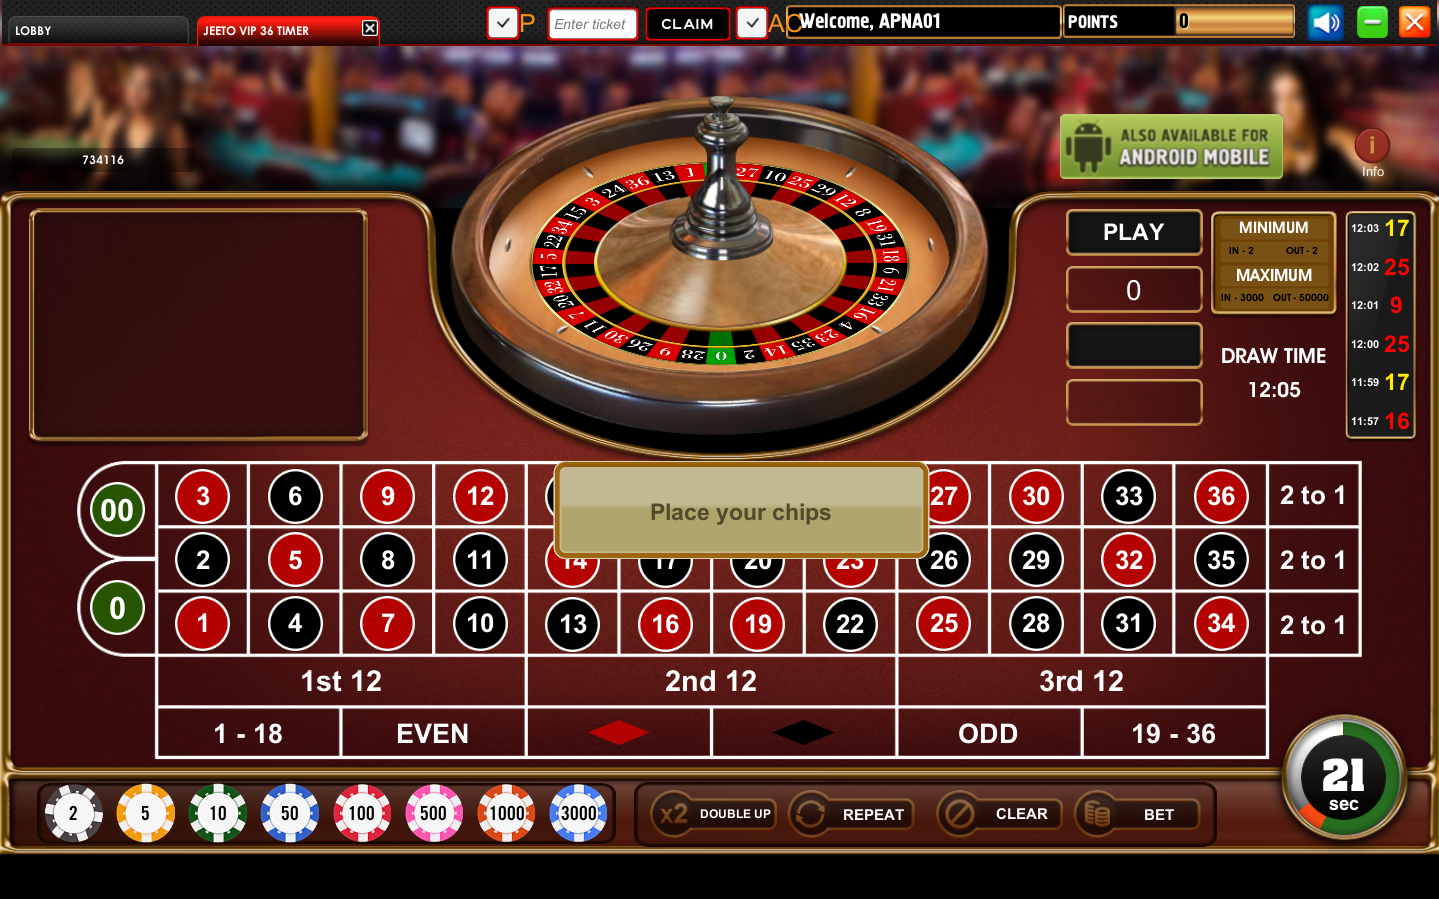 LOBBY
JEETO VIP 36 TIMER
P
Enter ticket
CLAIM
Welcome, APNA01
POINTS
0
734116
ALSO AVAILABLE FOR
ANDROID MOBILE
i
Info
PLAY
0
MINIMUM
IN - 2 OUT - 2
MAXIMUM
IN - 3000 OUT - 50000
DRAW TIME
12:05
12:03 17
12:02 25
12:01 9
12:00 25
11:59 17
11:57 16
Place your chips
00
3 6 9 12 27 30 33 36 2 to 1
2 5 8 11 14 17 20 23 26 29 32 35 2 to 1
0
1 4 7 10 13 16 19 22 25 28 31 34 2 to 1
1st 12 2nd 12 3rd 12
1 - 18 EVEN ODD 19 - 36
2 5 10 50 100 500 1000 3000
x2 DOUBLE UP REPEAT CLEAR BET
21
sec